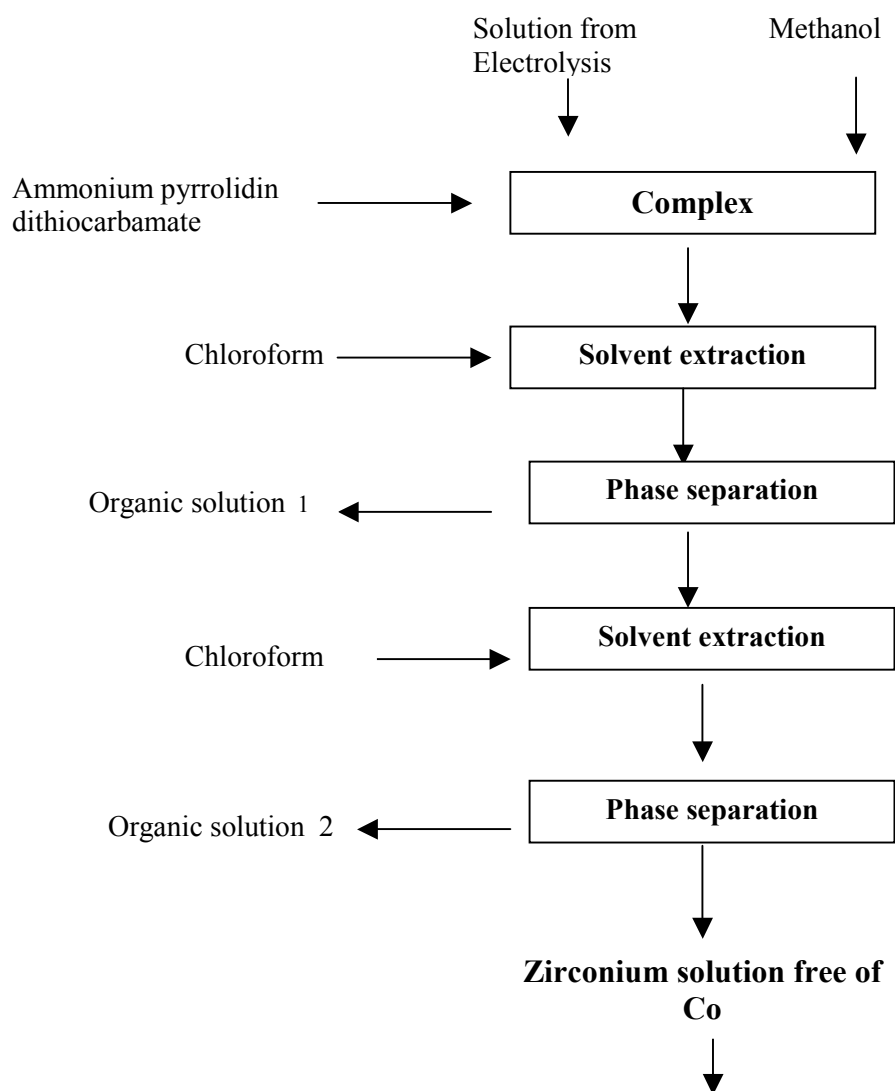 Solution from
Electrolysis
Methanol
Ammonium pyrrolidin
dithiocarbamate
Complex
Chloroform
Solvent extraction
Phase separation
Organic solution 1
Solvent extraction
Chloroform
Phase separation
Organic solution 2
Zirconium solution free of
Co